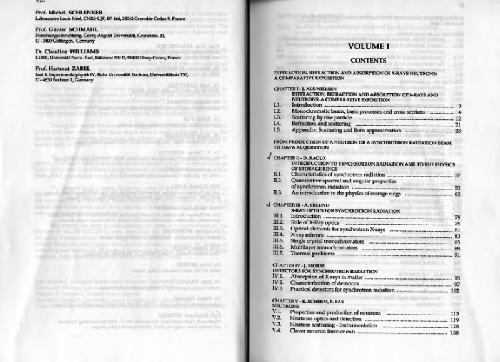 Prof. Michel SCHLENKER
Laboratoire Louis Néel, CNRS-UJF, BP 166, 38042 Grenoble Cedex 9, France
Prof. Günter SCHMAHL
Forschungseinrichtung, Georg-August Universität, Geiststr. 11,
D - 3400 Göttingen, Germany
Dr. Claudine WILLIAMS
LURE, Université Paris-Sud, Bâtiment 209 D, 91405 Orsay Cedex, France
Prof. Hartmut ZABEL
Inst. f. Experimentalphysik IV, Ruhr Universität Bochum, Universitätsstr. 150,
D - 4630 Bochum 1, Germany
VOLUME I
CONTENTS
DIFFRACTION, REFRACTION AND ABSORPTION OF X-RAYS/NEUTRONS:
A COMPARATIVE EXPOSITION
CHAPTER I - J. ALS-NIELSEN
DIFFRACTION, REFRACTION AND ABSORPTION OF X-RAYS AND
NEUTRONS: A COMPARATIVE EXPOSITION
I.1. Introduction 3
I.2. Monochromatic beam, basic processes and cross sections 6
I.3. Scattering by one particle 12
I.4. Refraction and scattering 21
I.5. Appendix: Scattering and Born approximation 28
FROM PRODUCTION OF A NEUTRON OR A SYNCHROTRON RADIATION BEAM
TO DATA ACQUISITION
CHAPTER II - D. RAOUX
INTRODUCTION TO SYNCHROTRON RADIATION AND TO THE PHYSICS
OF STORAGE RINGS
II.1. Characteristics of synchrotron radiation 37
II.2. Quantitative spectral and angular properties
of synchrotron radiation 53
II.3. An introduction to the physics of storage rings 65
CHAPTER III - A. FREUND
X-RAY OPTICS FOR SYNCHROTRON RADIATION
III.1. Introduction 79
III.2. Role of X-ray optics 79
III.3. Optical elements for synchrotron X-rays 81
III.4. X-ray mirrors 83
III.5. Single crystal monochromators 85
III.6. Multilayer monochromators 89
III.7. Thermal problems 91
CHAPTER IV - J. MORSE
DETECTORS FOR SYNCHROTRON RADIATION
IV.1. Absorption of X-rays in matter 95
IV.2. Characterization of detectors 97
IV.3. Practical detectors for synchrotron radiation 102
CHAPTER V - R. SCHERM, B. FÅK
NEUTRONS
V.1. Properties and production of neutrons 113
V.2. Neutrons optics and detection 119
V.3. Neutron scattering - Instrumentation 128
V.4. Clever neutron instruments 138